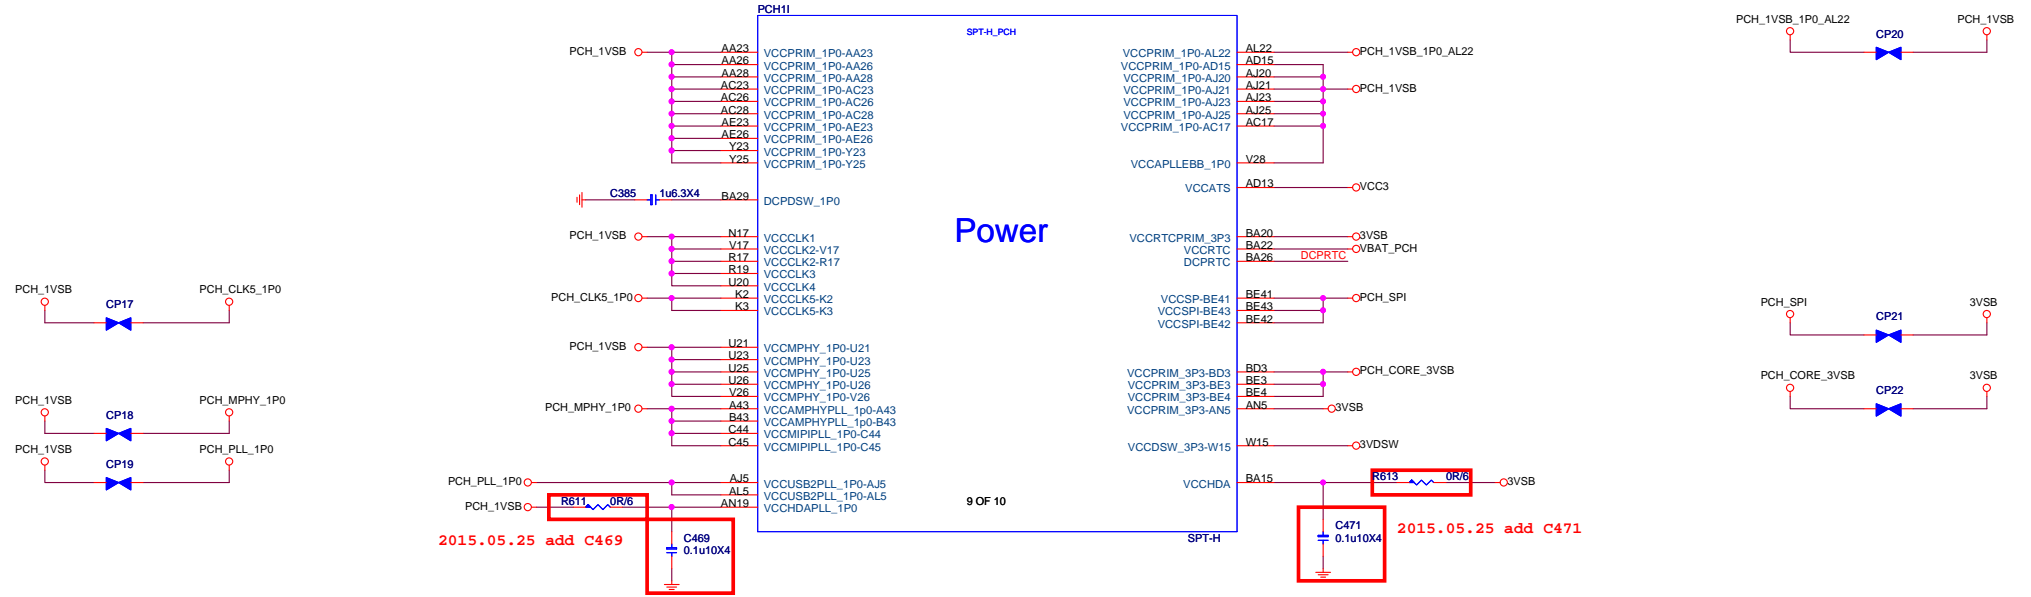 PCH1I
SPT-H_PCH
Power
9 OF 10
SPT-H
PCH_1VSB
AA23 VCCPRIM_1P0-AA23
AA26 VCCPRIM_1P0-AA26
AA28 VCCPRIM_1P0-AA28
AC23 VCCPRIM_1P0-AC23
AC26 VCCPRIM_1P0-AC26
AC28 VCCPRIM_1P0-AC28
AE23 VCCPRIM_1P0-AE23
AE26 VCCPRIM_1P0-AE26
Y23 VCCPRIM_1P0-Y23
Y25 VCCPRIM_1P0-Y25
C385 1u6.3X4 BA29 DCPDSW_1P0
PCH_1VSB N17 VCCCLK1
V17 VCCCLK2-V17
R17 VCCCLK2-R17
R19 VCCCLK3
U20 VCCCLK4
PCH_CLK5_1P0 K2 VCCCLK5-K2
K3 VCCCLK5-K3
PCH_1VSB U21 VCCMPHY_1P0-U21
U23 VCCMPHY_1P0-U23
U25 VCCMPHY_1P0-U25
U26 VCCMPHY_1P0-U26
V26 VCCMPHY_1P0-V26
PCH_MPHY_1P0 A43 VCCAMPHYPLL_1p0-A43
B43 VCCAMPHYPLL_1p0-B43
C44 VCCMIPIPLL_1P0-C44
C45 VCCMIPIPLL_1P0-C45
PCH_PLL_1P0 AJ5 VCCUSB2PLL_1P0-AJ5
AL5 VCCUSB2PLL_1P0-AL5
PCH_1VSB R611 0R/6 AN19 VCCHDAPLL_1P0
2015.05.25 add C469
C469
0.1u10X4
VCCPRIM_1P0-AL22 AL22 PCH_1VSB_1P0_AL22
VCCPRIM_1P0-AD15 AD15
VCCPRIM_1P0-AJ20 AJ20
VCCPRIM_1P0-AJ21 AJ21 PCH_1VSB
VCCPRIM_1P0-AJ23 AJ23
VCCPRIM_1P0-AJ25 AJ25
VCCPRIM_1P0-AC17 AC17
VCCAPLLEBB_1P0 V28
VCCATS AD13 VCC3
VCCRTCPRIM_3P3 BA20 3VSB
VCCRTC BA22 VBAT_PCH
DCPRTC BA26 DCPRTC
VCCSP-BE41 BE41 PCH_SPI
VCCSPI-BE43 BE43
VCCSPI-BE42 BE42
VCCPRIM_3P3-BD3 BD3 PCH_CORE_3VSB
VCCPRIM_3P3-BE3 BE3
VCCPRIM_3P3-BE4 BE4
VCCPRIM_3P3-AN5 AN5 3VSB
VCCDSW_3P3-W15 W15 3VDSW
VCCHDA BA15 R613 0R/6 3VSB
C471
0.1u10X4
2015.05.25 add C471
PCH_1VSB CP17 PCH_CLK5_1P0
PCH_1VSB CP18 PCH_MPHY_1P0
PCH_1VSB CP19 PCH_PLL_1P0
PCH_1VSB_1P0_AL22 CP20 PCH_1VSB
PCH_SPI CP21 3VSB
PCH_CORE_3VSB CP22 3VSB